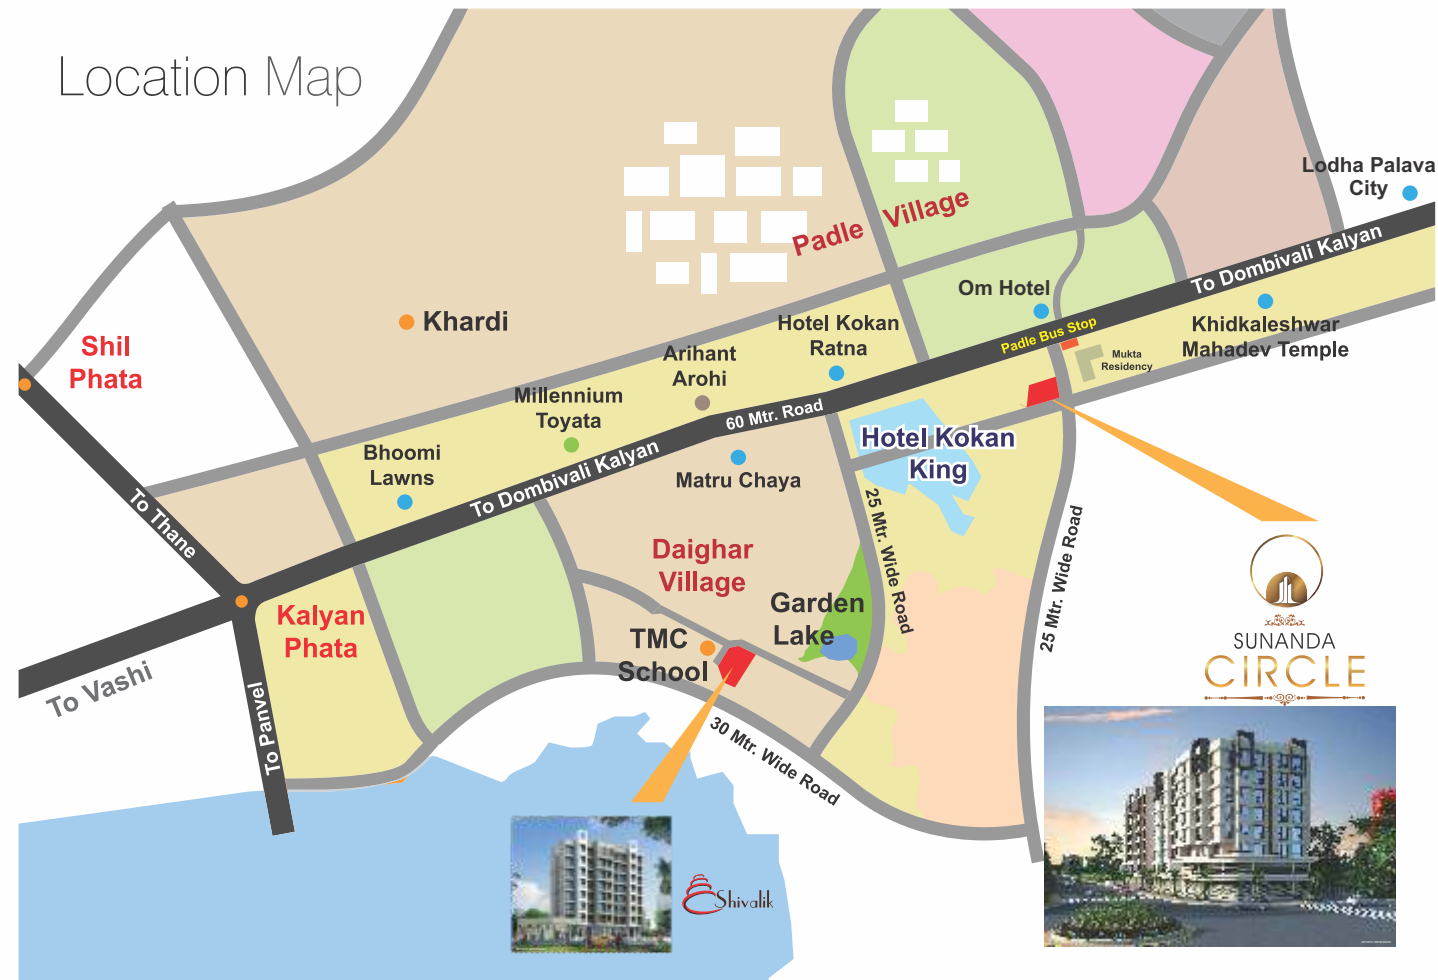 Location Map
Lodha Palava
City
Padle Village
To Dombivali Kalyan
Om Hotel
Khardi
Hotel Kokan
Ratna
Padle Bus Stop
Khidkaleshwar
Mahadev Temple
Shil
Phata
Arihant
Arohi
Mukta
Residency
Millennium
Toyata
60 Mtr. Road
Bhoomi
Lawns
To Dombivali Kalyan
Matru Chaya
Hotel Kokan
King
To Thane
25 Mtr. Wide Road
25 Mtr. Wide Road
Daighar
Village
Kalyan
Phata
Garden
Lake
TMC
School
SUNANDA
CIRCLE
To Vashi
To Panvel
30 Mtr. Wide Road
Shivalik